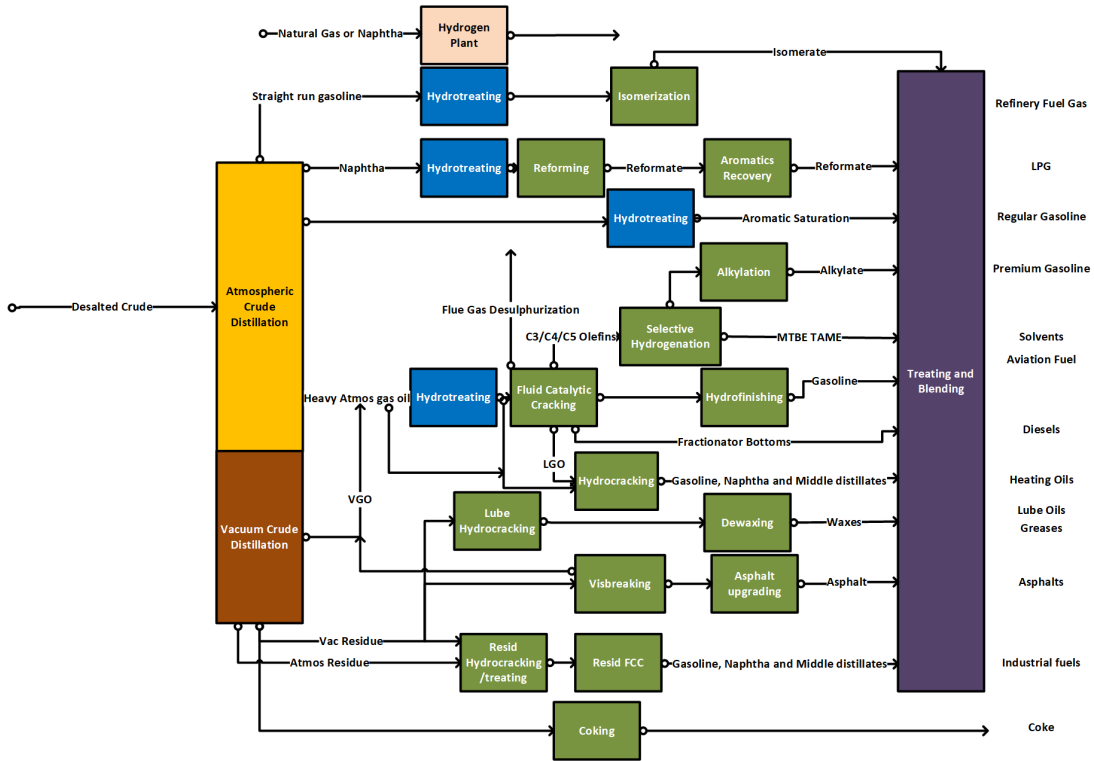 Natural Gas or Naphtha
Hydrogen
Plant
Isomerate
Straight run gasoline
Hydrotreating
Isomerization
Refinery Fuel Gas
Naphtha
Hydrotreating
Reforming
Reformate
Aromatics
Recovery
Reformate
LPG
Hydrotreating
Aromatic Saturation
Regular Gasoline
Alkylation
Alkylate
Premium Gasoline
Desalted Crude
Atmospheric
Crude
Distillation
Flue Gas Desulphurization
C3/C4/C5 Olefins
Selective
Hydrogenation
MTBE TAME
Solvents
Aviation Fuel
Treating and
Blending
Heavy Atmos gas oil
Hydrotreating
Fluid Catalytic
Cracking
Hydrofinishing
Gasoline
Fractionator Bottoms
Diesels
LGO
Hydrocracking
Gasoline, Naphtha and Middle distillates
Heating Oils
VGO
Vacuum Crude
Distillation
Lube
Hydrocracking
Dewaxing
Waxes
Lube Oils
Greases
Visbreaking
Asphalt
upgrading
Asphalt
Asphalts
Vac Residue
Atmos Residue
Resid
Hydrocracking
/treating
Resid FCC
Gasoline, Naphtha and Middle distillates
Industrial fuels
Coking
Coke